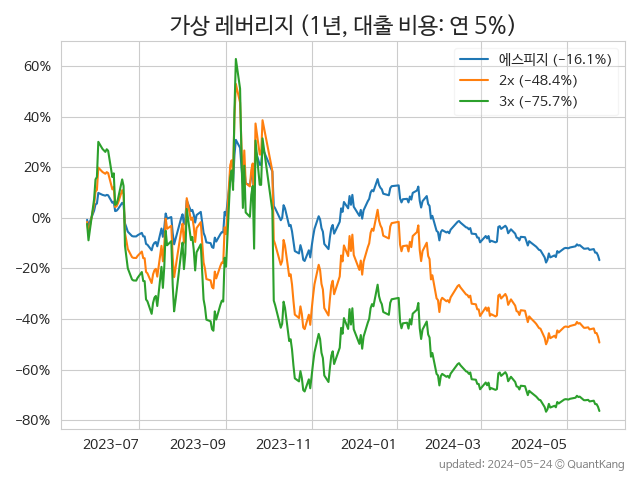 가상 레버리지 (1년, 대출 비용: 연 5%)
에스피지 (-16.1%)
2x (-48.4%)
3x (-75.7%)
60%
40%
20%
0%
-20%
-40%
-60%
-80%
2023-07
2023-09
2023-11
2024-01
2024-03
2024-05
updated: 2024-05-24 © QuantKang